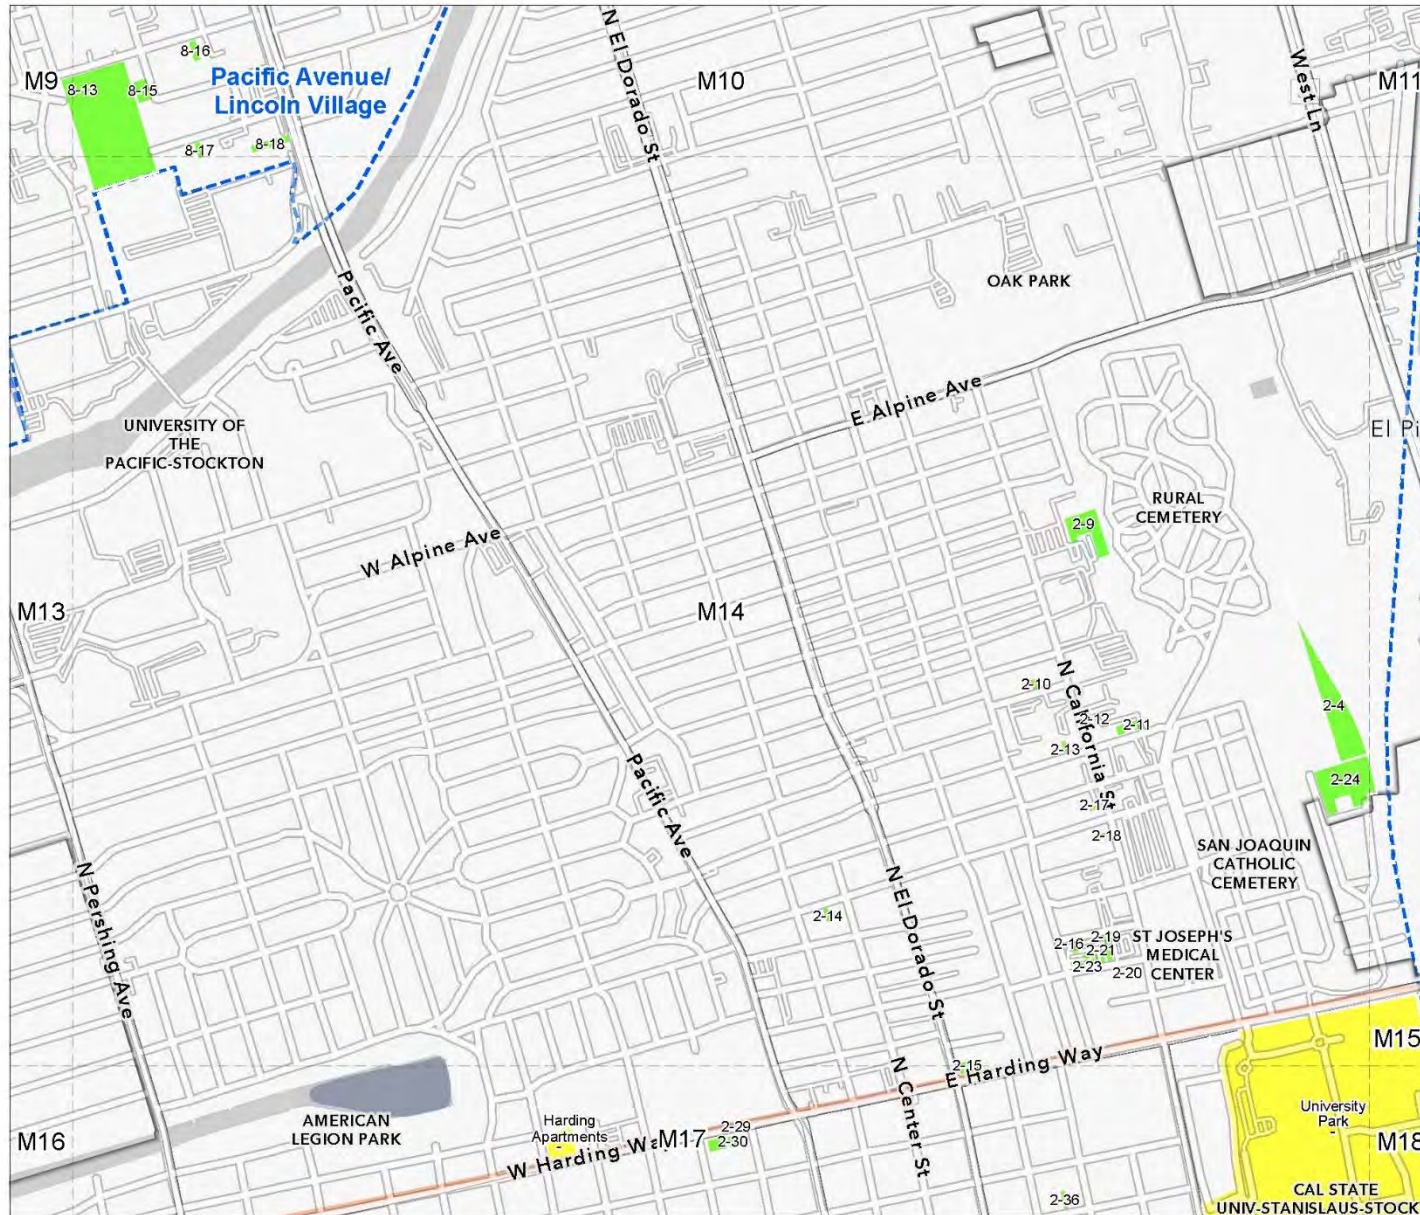 8-16
M9
8-13
8-15
Pacific Avenue/
Lincoln Village
8-17
8-18
N El Dorado St
M10
West Ln
M11
OAK PARK
Pacific Ave
UNIVERSITY OF
THE
PACIFIC-STOCKTON
E Alpine Ave
El Pi
RURAL
CEMETERY
2-9
W Alpine Ave
M13
M14
2-10
N California St
2-12
2-11
2-13
2-4
2-24
2-17
2-18
Pacific Ave
SAN JOAQUIN
CATHOLIC
CEMETERY
N Pershing Ave
2-14
N El Dorado St
2-19
2-16
2-21
2-23
2-20
ST JOSEPH'S
MEDICAL
CENTER
M15
2-15
E Harding Way
N Center St
AMERICAN
LEGION PARK
Harding
Apartments
W Harding Way
M16
M17
2-29
2-30
University
Park
M18
2-36
CAL STATE
UNIV-STANISLAUS-STOCK